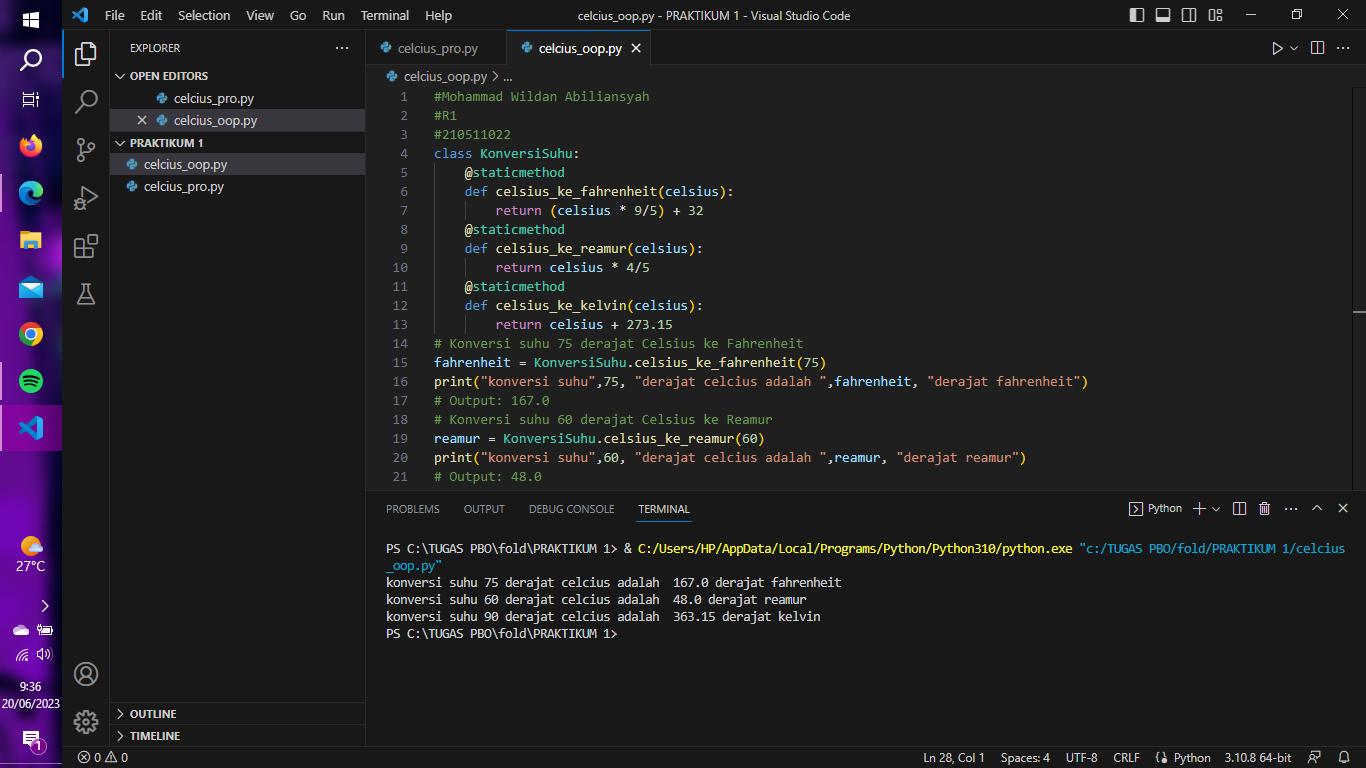 File Edit Selection View Go Run Terminal Help
celcius_oop.py - PRAKTIKUM 1 - Visual Studio Code
EXPLORER
OPEN EDITORS
celcius_pro.py
celcius_oop.py
PRAKTIKUM 1
celcius_oop.py
celcius_pro.py
OUTLINE
TIMELINE
celcius_pro.py
celcius_oop.py
celcius_oop.py > ...
1 #Mohammad Wildan Abiliansyah
2 #R1
3 #210511022
4 class KonversiSuhu:
5 @staticmethod
6 def celsius_ke_fahrenheit(celsius):
7 return (celsius * 9/5) + 32
8 @staticmethod
9 def celsius_ke_reamur(celsius):
10 return celsius * 4/5
11 @staticmethod
12 def celsius_ke_kelvin(celsius):
13 return celsius + 273.15
14 # Konversi suhu 75 derajat Celsius ke Fahrenheit
15 fahrenheit = KonversiSuhu.celsius_ke_fahrenheit(75)
16 print("konversi suhu",75, "derajat celcius adalah ",fahrenheit, "derajat fahrenheit")
17 # Output: 167.0
18 # Konversi suhu 60 derajat Celsius ke Reamur
19 reamur = KonversiSuhu.celsius_ke_reamur(60)
20 print("konversi suhu",60, "derajat celcius adalah ",reamur, "derajat reamur")
21 # Output: 48.0
PROBLEMS OUTPUT DEBUG CONSOLE TERMINAL
Python
PS C:\TUGAS PBO\fold\PRAKTIKUM 1> & C:/Users/HP/AppData/Local/Programs/Python/Python310/python.exe "c:/TUGAS PBO/fold/PRAKTIKUM 1/celcius
_oop.py"
konversi suhu 75 derajat celcius adalah  167.0 derajat fahrenheit
konversi suhu 60 derajat celcius adalah  48.0 derajat reamur
konversi suhu 90 derajat celcius adalah  363.15 derajat kelvin
PS C:\TUGAS PBO\fold\PRAKTIKUM 1>
27°C
9:36
20/06/2023
1
0 0
Ln 28, Col 1 Spaces: 4 UTF-8 CRLF Python 3.10.8 64-bit